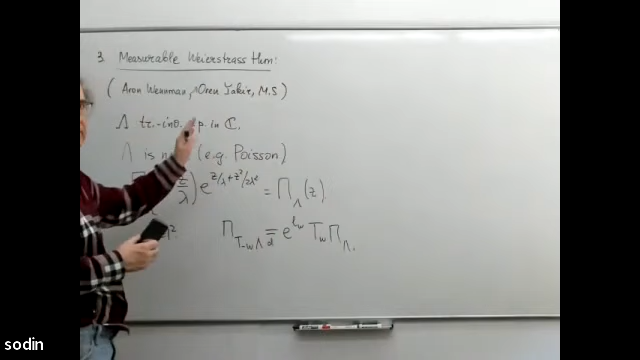 3. Measurable Weierstrass thm:
(Aron Wennman, Oren Yakir, M.S)
Λ tr.-inv. p. in ℂ.
Λ is n (e.g. Poisson)
) e^{z/λ+z²/2λ²} = Π_Λ(z).
Π_{T_{-w}Λ} =_d e^{l_w} T_w Π_Λ.
sodin